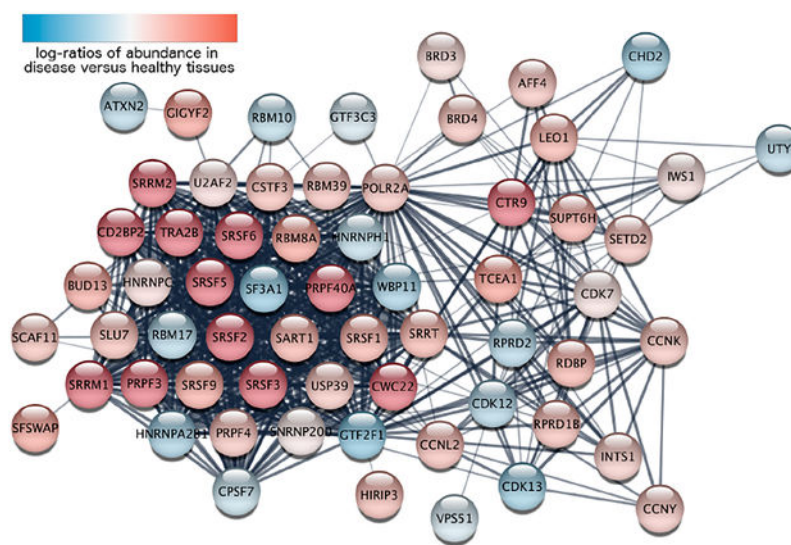 log-ratios of abundance in
disease versus healthy tissues
BRD3
CHD2
AFF4
ATXN2
GIGYF2
RBM10
GTF3C3
BRD4
LEO1
UTY
SRRM2
U2AF2
CSTF3
RBM39
POLR2A
IWS1
CTR9
SUPT6H
CD2BP2
TRA2B
SRSF6
RBM8A
HNRNPH1
SETD2
TCEA1
BUD13
HNRNPC
SRSF5
SF3A1
PRPF40A
WBP11
CDK7
SCAF11
SLU7
RBM17
SRSF2
SART1
SRSF1
SRRT
RPRD2
CCNK
RDBP
SRRM1
PRPF3
SRSF9
SRSF3
USP39
CWC22
CDK12
SFSWAP
HNRNPA2B1
PRPF4
SNRNP200
GTF2F1
CCNL2
RPRD1B
INTS1
CPSF7
HIRIP3
CDK13
VPS51
CCNY